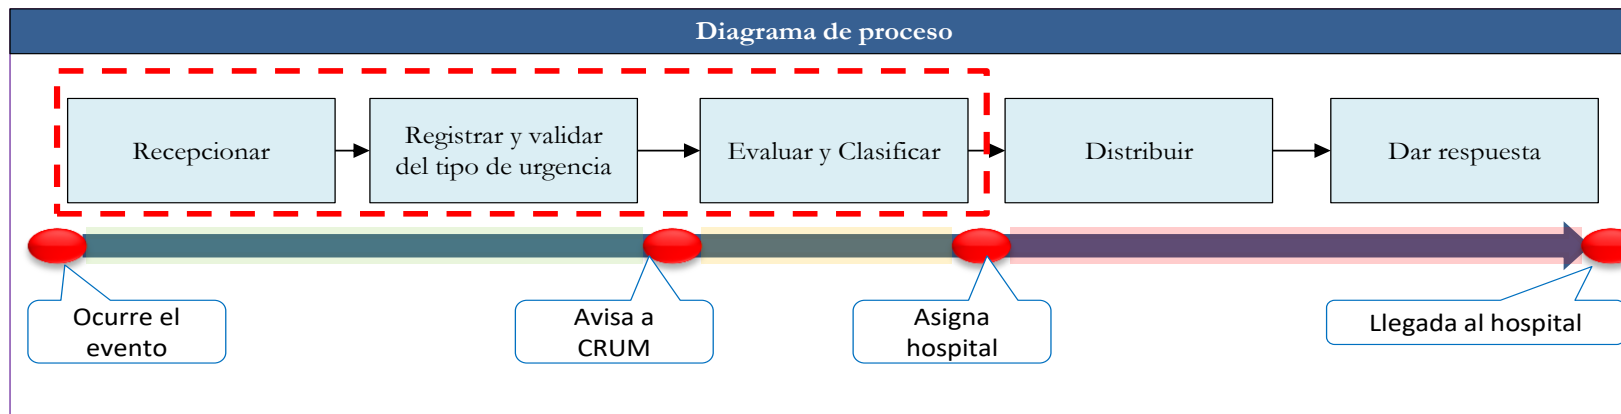 Diagrama de proceso
Recepcionar
Registrar y validar
del tipo de urgencia
Evaluar y Clasificar
Distribuir
Dar respuesta
Ocurre el
evento
Avisa a
CRUM
Asigna
hospital
Llegada al hospital